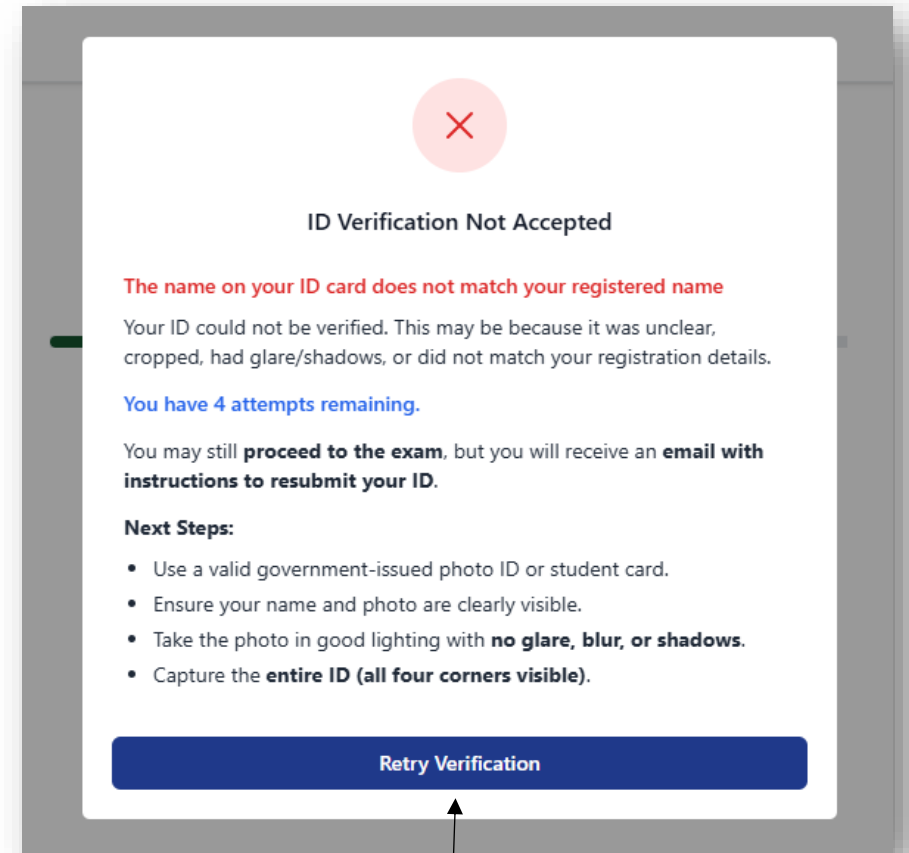 ID Verification Not Accepted
The name on your ID card does not match your registered name
Your ID could not be verified. This may be because it was unclear,
cropped, had glare/shadows, or did not match your registration details.
You have 4 attempts remaining.
You may still proceed to the exam, but you will receive an email with
instructions to resubmit your ID.
Next Steps:
• Use a valid government-issued photo ID or student card.
• Ensure your name and photo are clearly visible.
• Take the photo in good lighting with no glare, blur, or shadows.
• Capture the entire ID (all four corners visible).
Retry Verification